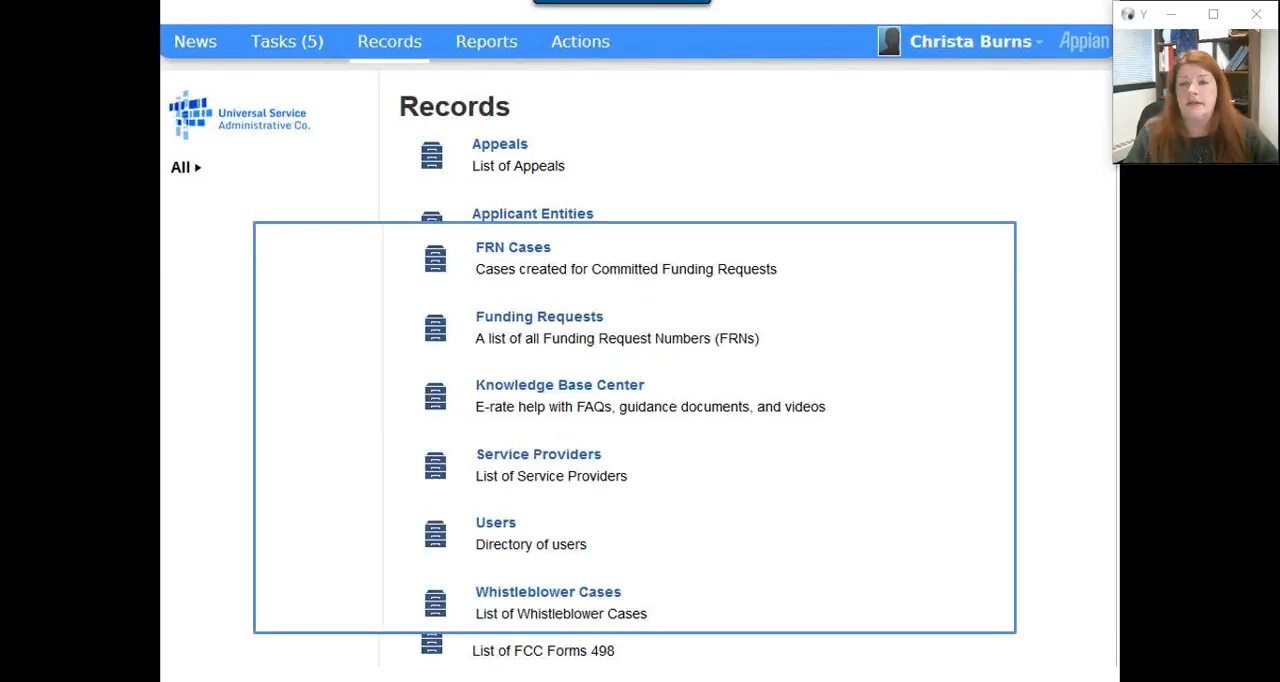 Y
News Tasks (5) Records Reports Actions Christa Burns Appian
Universal Service
Administrative Co.
All
Records
Appeals
List of Appeals
Applicant Entities
FRN Cases
Cases created for Committed Funding Requests
Funding Requests
A list of all Funding Request Numbers (FRNs)
Knowledge Base Center
E-rate help with FAQs, guidance documents, and videos
Service Providers
List of Service Providers
Users
Directory of users
Whistleblower Cases
List of Whistleblower Cases
List of FCC Forms 498